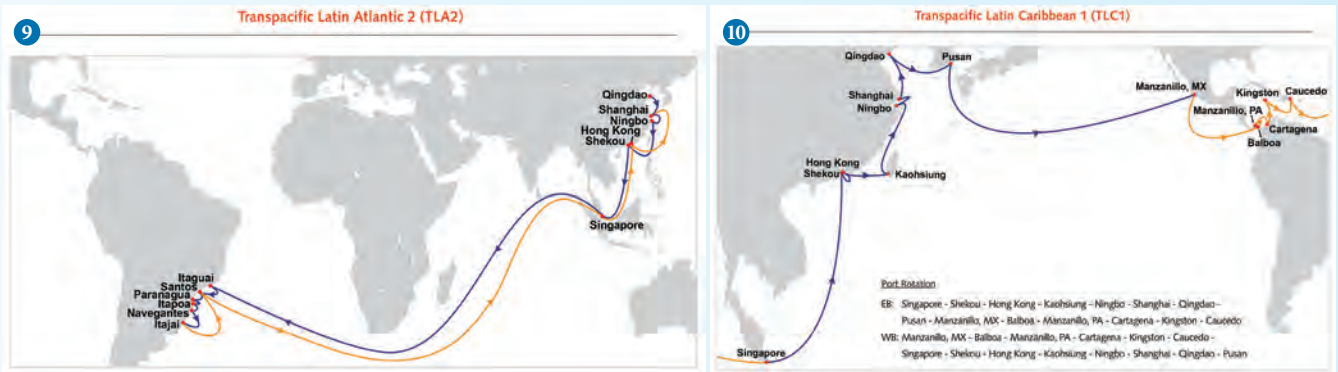 9
Transpacific Latin Atlantic 2 (TLA2)
Qingdao
Shanghai
Ningbo
Hong Kong
Shekou
Singapore
Itaguai
Santos
Paranagua
Itapoa
Navegantes
Itajai
10
Transpacific Latin Caribbean 1 (TLC1)
Qingdao
Pusan
Shanghai
Ningbo
Manzanillo, MX
Kingston
Caucedo
Manzanillo, PA
Cartagena
Balboa
Hong Kong
Shekou
Kaohsiung
Port Rotation
EB: Singapore - Shekou - Hong Kong - Kaohsiung - Ningbo - Shanghai - Qingdao -
Pusan - Manzanillo, MX - Balboa - Manzanillo, PA - Cartagena - Kingston - Caucedo
WB: Manzanillo, MX - Balboa - Manzanillo, PA - Cartagena - Kingston - Caucedo -
Singapore - Shekou - Hong Kong - Kaohsiung - Ningbo - Shanghai - Qingdao - Pusan
Singapore